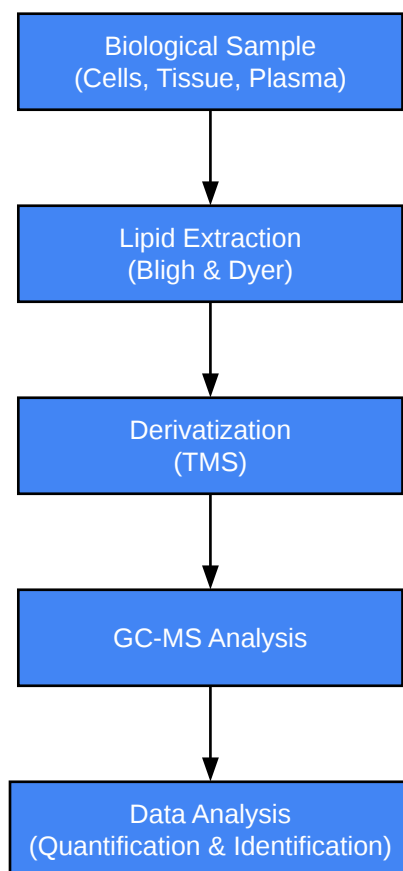 Biological Sample
(Cells, Tissue, Plasma)
Lipid Extraction
(Bligh & Dyer)
Derivatization
(TMS)
GC-MS Analysis
Data Analysis
(Quantification & Identification)